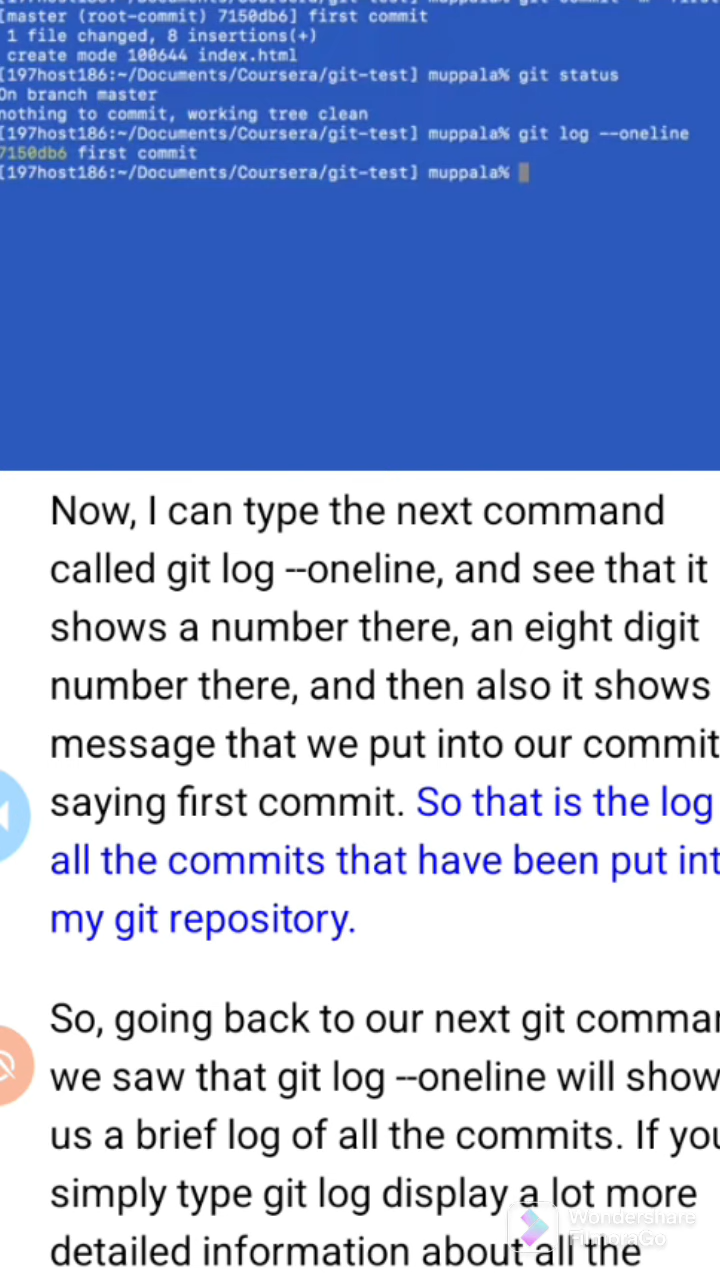 [master (root-commit) 7150db6] first commit
1 file changed, 8 insertions(+)
create mode 100644 index.html
[197host186:~/Documents/Coursera/git-test] muppala% git status
On branch master
nothing to commit, working tree clean
[197host186:~/Documents/Coursera/git-test] muppala% git log --oneline
7150db6 first commit
[197host186:~/Documents/Coursera/git-test] muppala%
Now, I can type the next command
called git log --oneline, and see that it
shows a number there, an eight digit
number there, and then also it shows
message that we put into our commit
saying first commit. So that is the log
all the commits that have been put int
my git repository.
So, going back to our next git comma
we saw that git log --oneline will show
us a brief log of all the commits. If you
simply type git log display a lot more
detailed information about all the
Wondershare
FilmoraGo